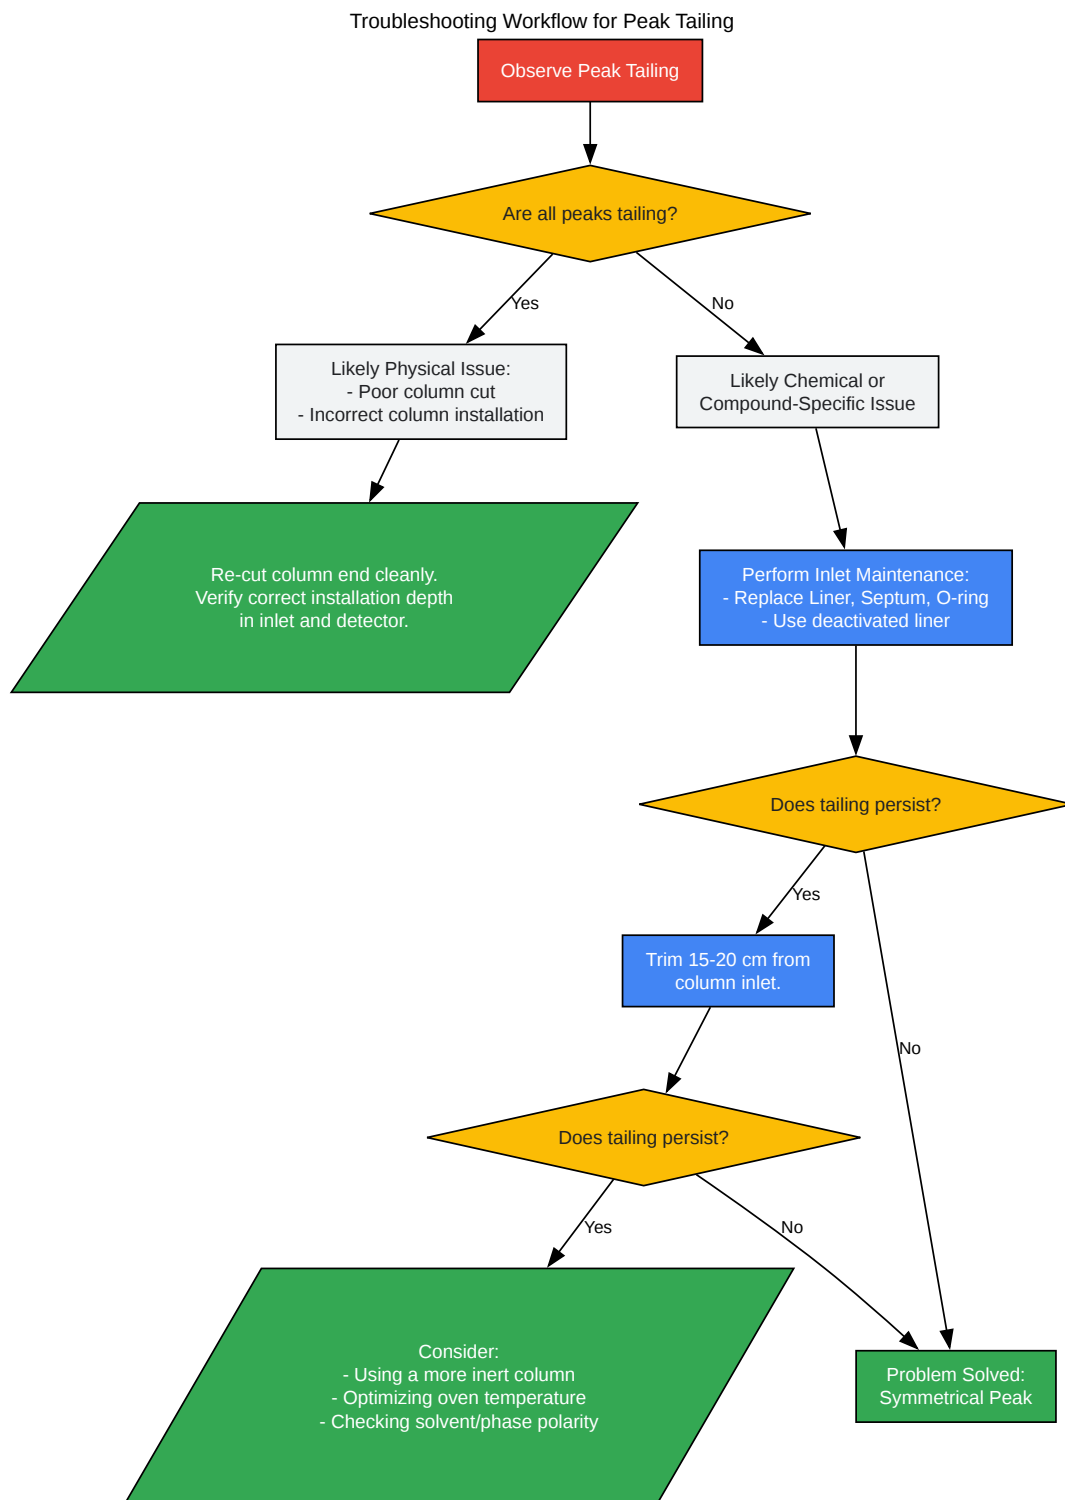 Troubleshooting Workflow for Peak Tailing
Observe Peak Tailing
Are all peaks tailing?
Yes
No
Likely Physical Issue:
- Poor column cut
- Incorrect column installation
Likely Chemical or
Compound-Specific Issue
Re-cut column end cleanly.
Verify correct installation depth
in inlet and detector.
Perform Inlet Maintenance:
- Replace Liner, Septum, O-ring
- Use deactivated liner
Does tailing persist?
Yes
Trim 15-20 cm from
column inlet.
No
Does tailing persist?
Yes
No
Consider:
- Using a more inert column
- Optimizing oven temperature
- Checking solvent/phase polarity
Problem Solved:
Symmetrical Peak